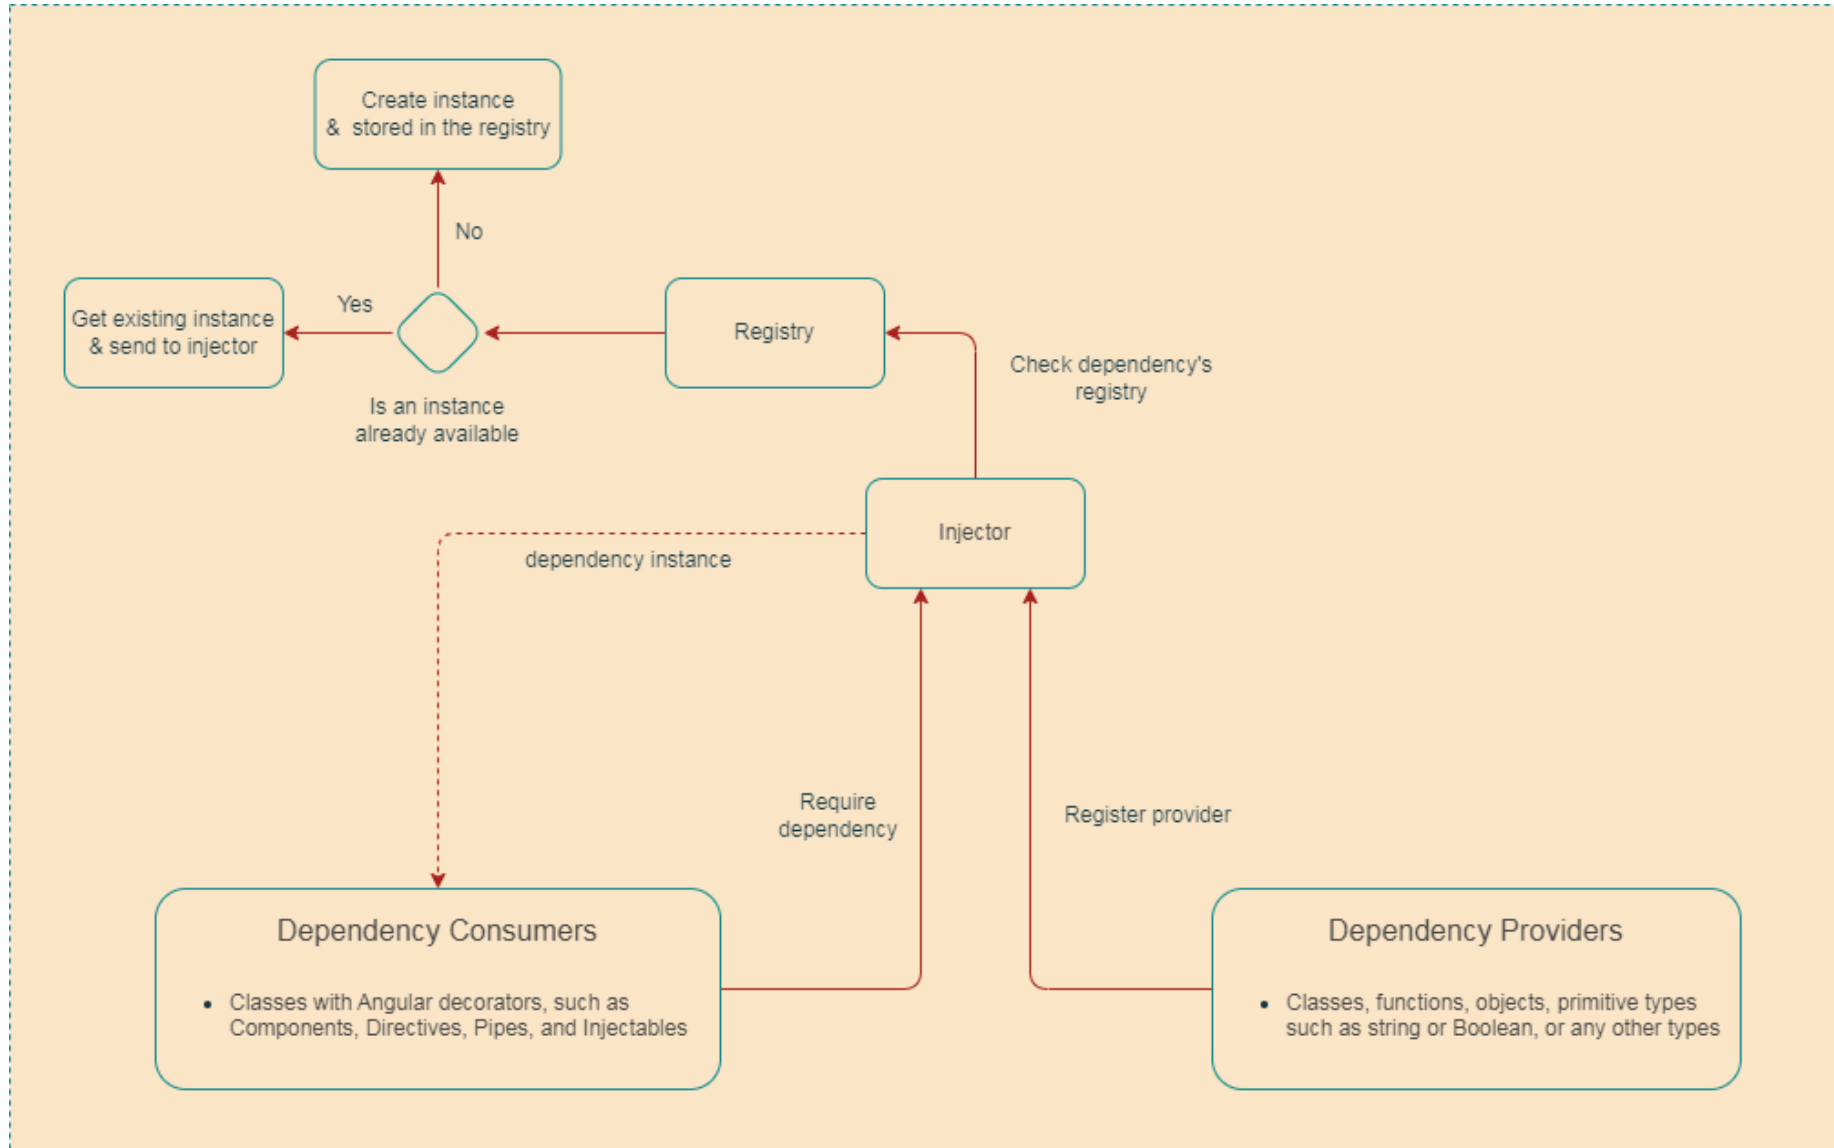 Create instance
& stored in the registry
No
Yes
Get existing instance
& send to injector
Registry
Check dependency's
registry
Is an instance
already available
Injector
dependency instance
Require
dependency
Register provider
Dependency Consumers
• Classes with Angular decorators, such as
Components, Directives, Pipes, and Injectables
Dependency Providers
• Classes, functions, objects, primitive types
such as string or Boolean, or any other types